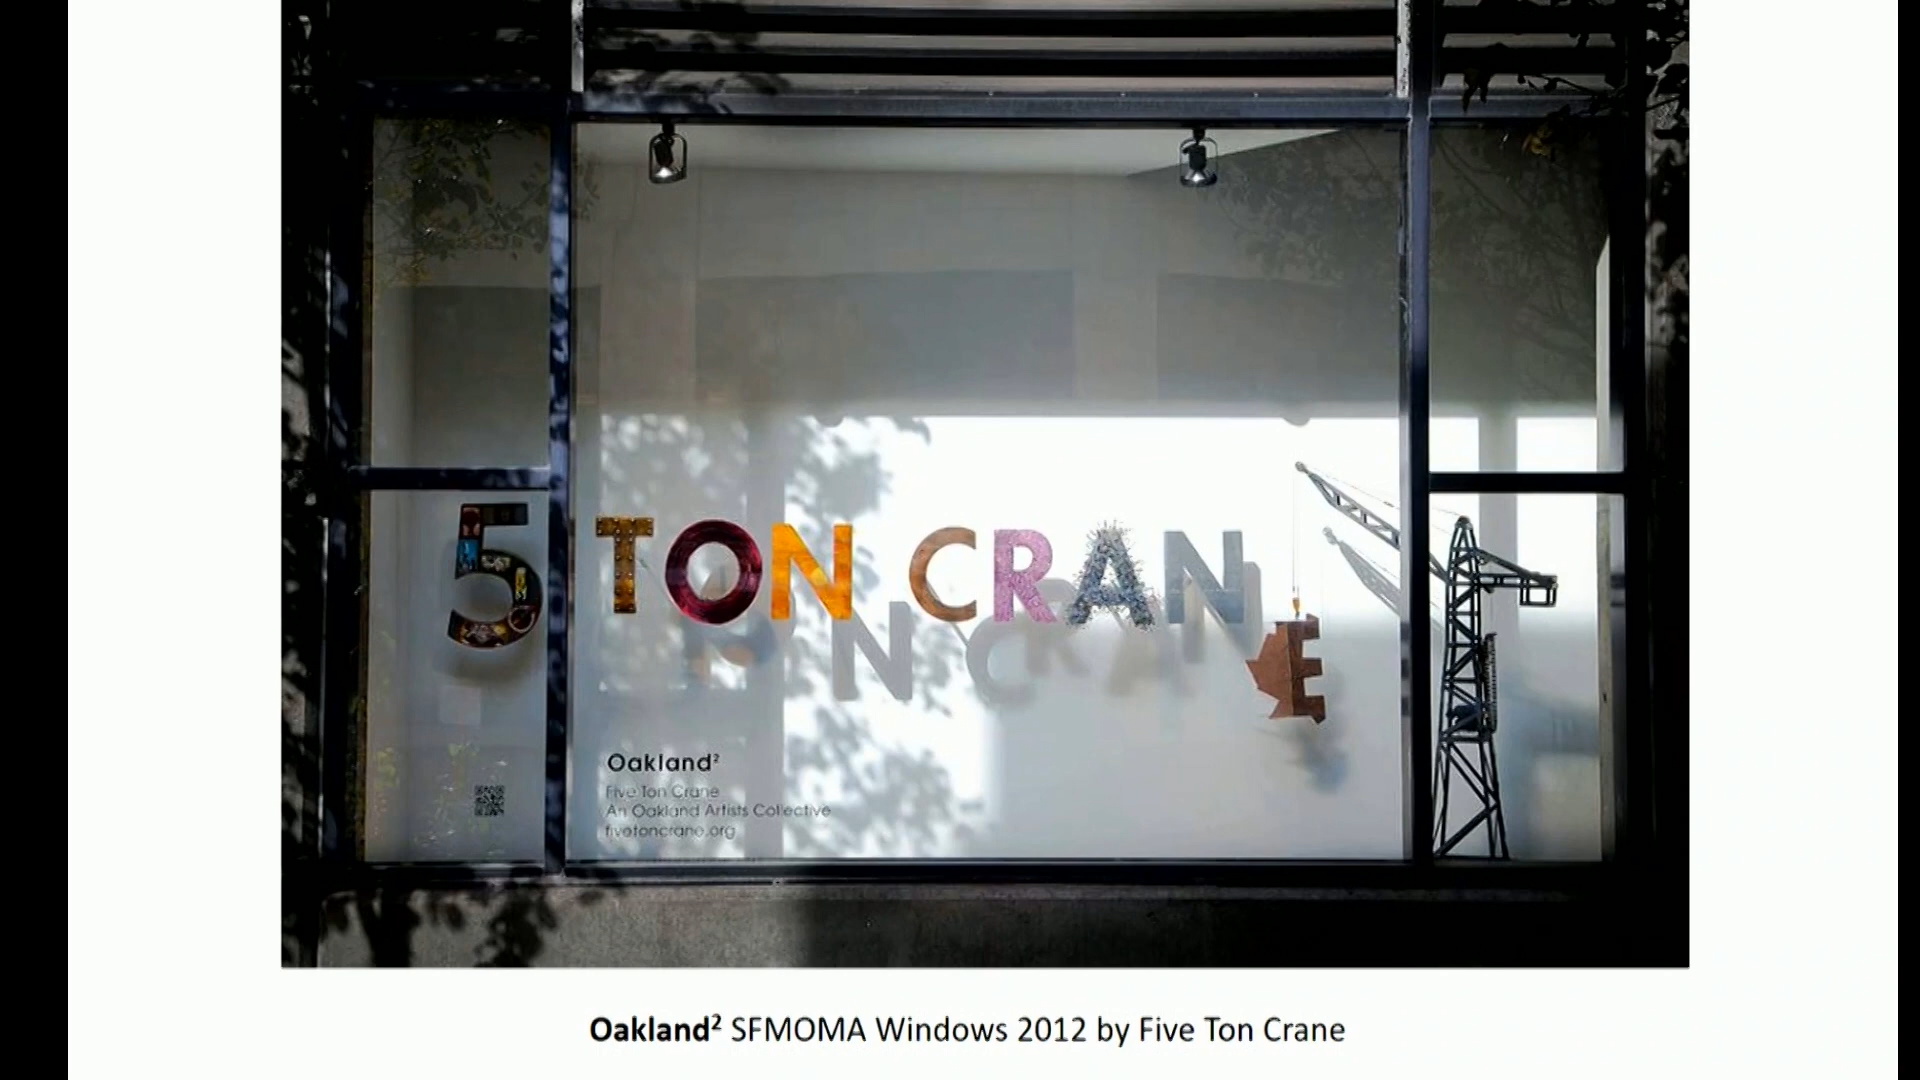 5 TON CRANE
Oakland²
Five Ton Crane
An Oakland Artists Collective
fivetoncrane.org
Oakland² SFMOMA Windows 2012 by Five Ton Crane